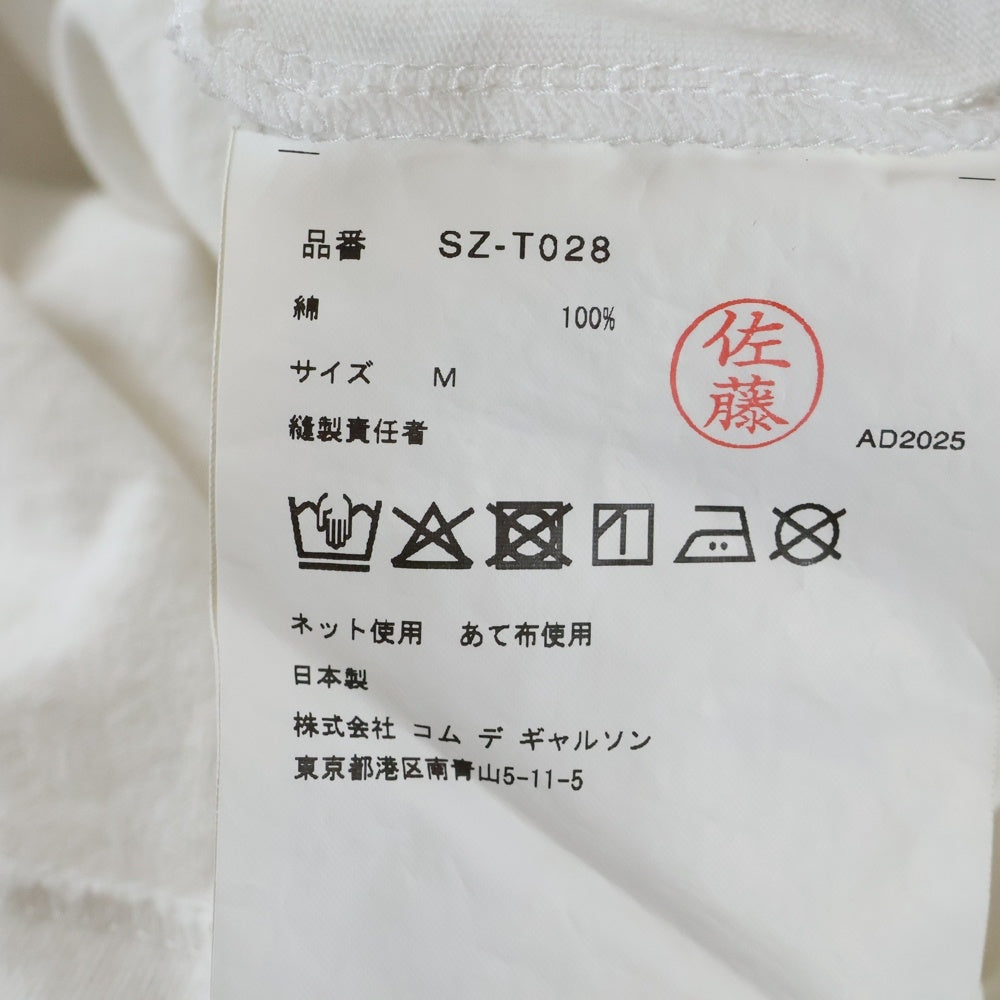 品番 SZ-T028
綿 100%
サイズ M
縫製責任者
佐藤
AD2025
ネット使用 あて布使用
日本製
株式会社 コム デ ギャルソン
東京都港区南青山5-11-5